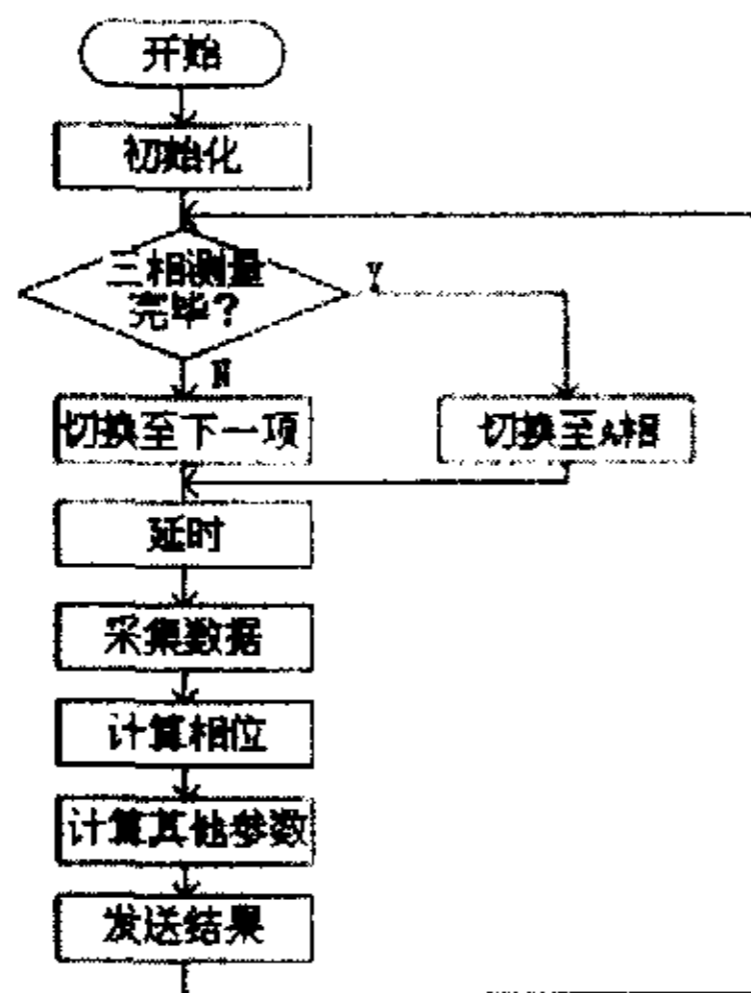 开始
初始化
三相测量
完毕?
Y
N
切换至下一项
切换至A相
延时
采集数据
计算相位
计算其他参数
发送结果